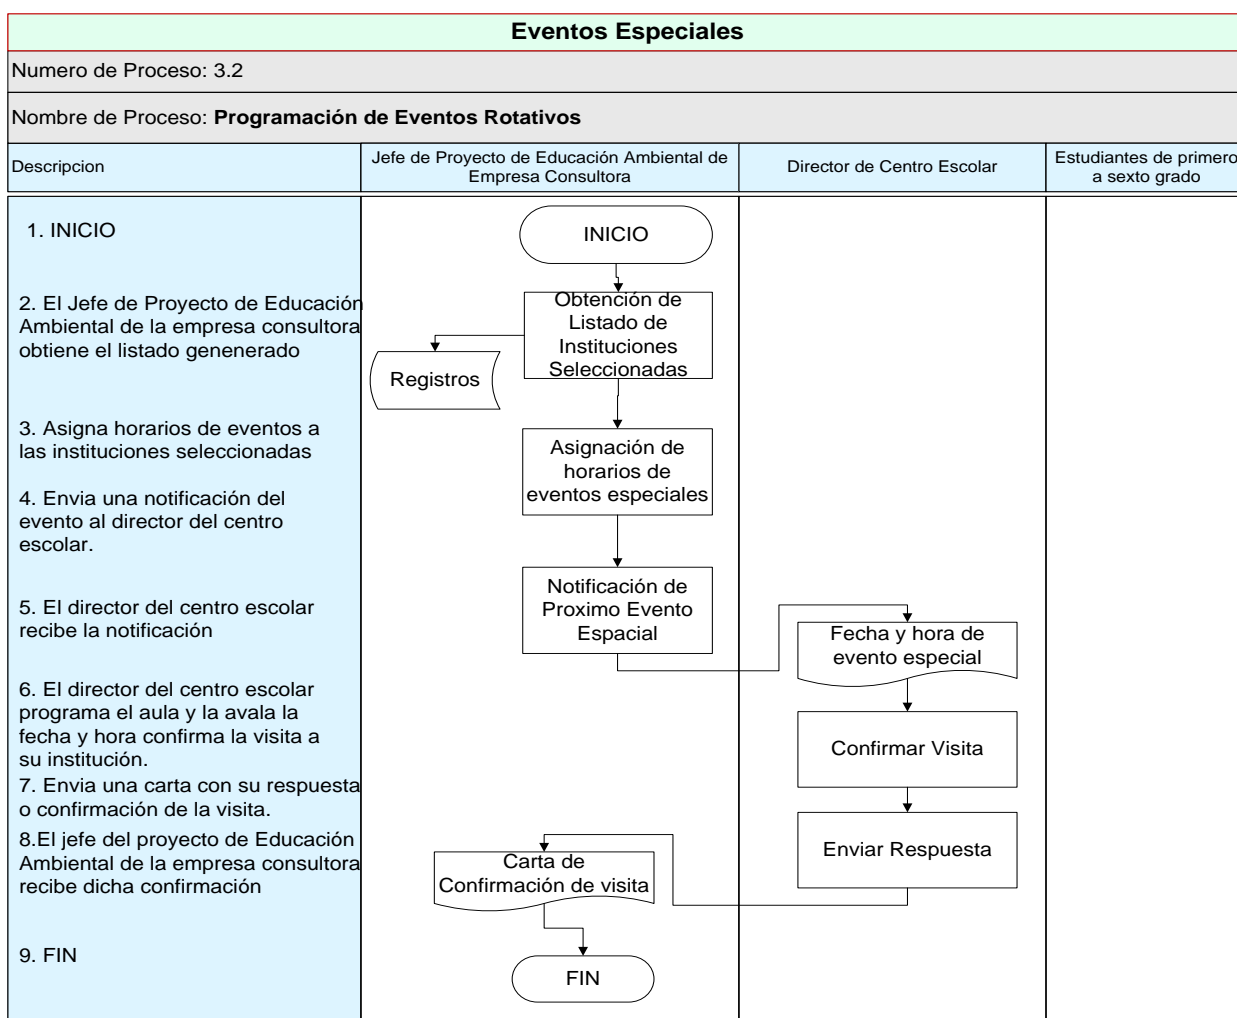 Eventos Especiales
Numero de Proceso: 3.2
Nombre de Proceso: Programación de Eventos Rotativos
Descripcion
Jefe de Proyecto de Educación Ambiental de
Empresa Consultora
Director de Centro Escolar
Estudiantes de primero
a sexto grado
1. INICIO
2. El Jefe de Proyecto de Educación
Ambiental de la empresa consultora
obtiene el listado genenerado
3. Asigna horarios de eventos a
las instituciones seleccionadas
4. Envia una notificación del
evento al director del centro
escolar.
5. El director del centro escolar
recibe la notificación
6. El director del centro escolar
programa el aula y la avala la
fecha y hora confirma la visita a
su institución.
7. Envia una carta con su respuesta
o confirmación de la visita.
8.El jefe del proyecto de Educación
Ambiental de la empresa consultora
recibe dicha confirmación
9. FIN
INICIO
Obtención de
Listado de
Instituciones
Seleccionadas
Registros
Asignación de
horarios de
eventos especiales
Notificación de
Proximo Evento
Espacial
Fecha y hora de
evento especial
Confirmar Visita
Enviar Respuesta
Carta de
Confirmación de visita
FIN